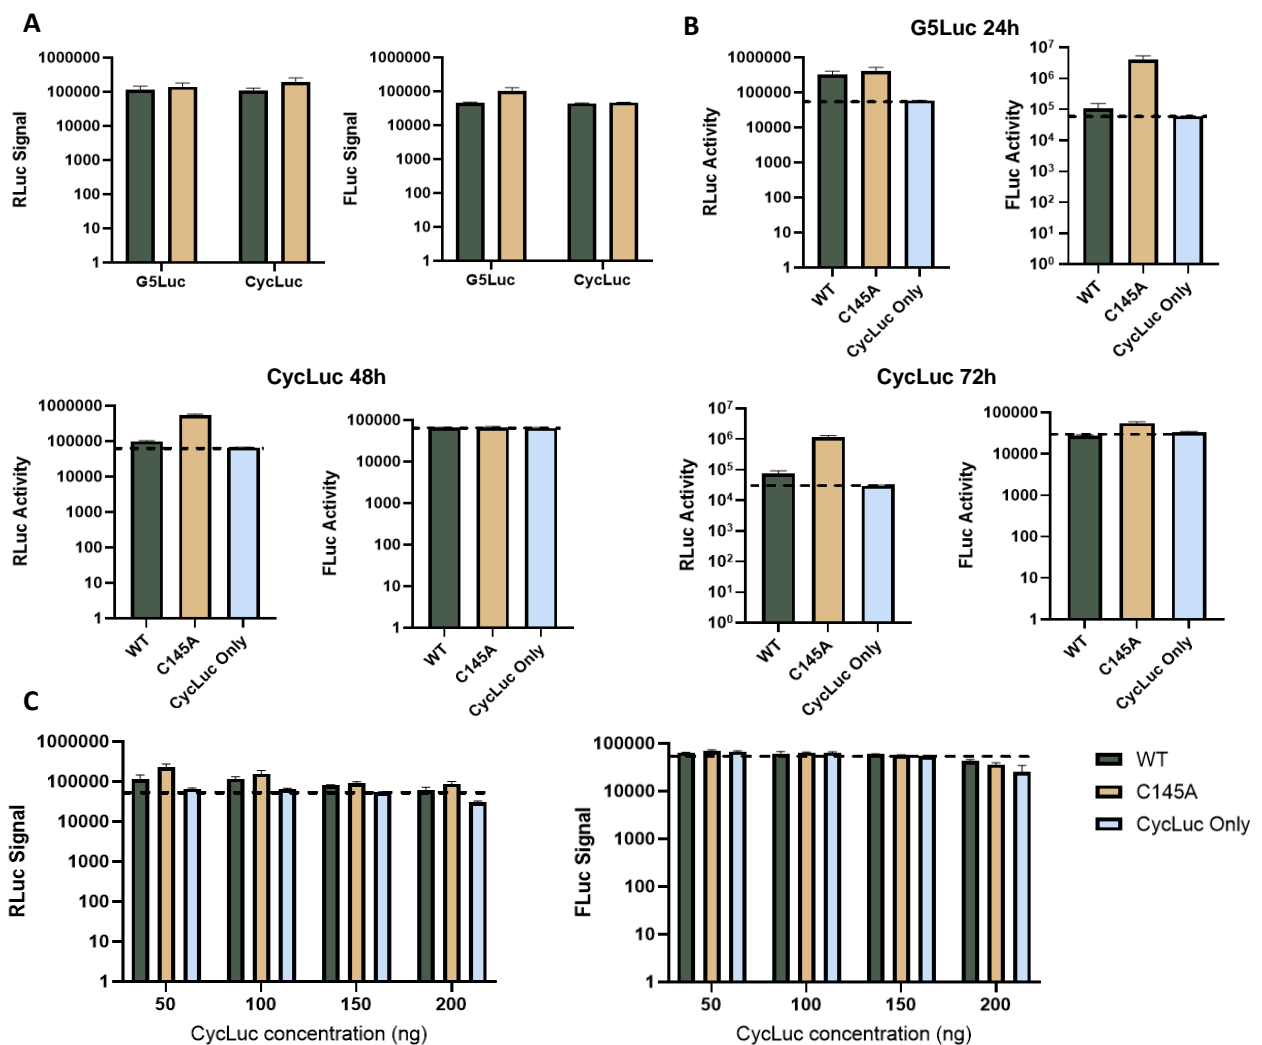 A
1000000
100000
10000
1000
100
10
1
RLuc Signal
G5Luc
CycLuc
1000000
100000
10000
1000
100
10
1
FLuc Signal
G5Luc
CycLuc
B
G5Luc 24h
1000000
100000
10000
1000
100
10
1
RLuc Activity
WT
C145A
CycLuc Only
10⁷
10⁶
10⁵
10⁴
10³
10²
10¹
10⁰
FLuc Activity
WT
C145A
CycLuc Only
CycLuc 48h
1000000
100000
10000
1000
100
10
1
RLuc Activity
WT
C145A
CycLuc Only
100000
10000
1000
100
10
1
FLuc Activity
WT
C145A
CycLuc Only
CycLuc 72h
10⁷
10⁶
10⁵
10⁴
10³
10²
10¹
10⁰
RLuc Activity
WT
C145A
CycLuc Only
100000
10000
1000
100
10
1
FLuc Activity
WT
C145A
CycLuc Only
C
1000000
100000
10000
1000
100
10
1
RLuc Signal
50 100 150 200
CycLuc concentration (ng)
100000
10000
1000
100
10
1
FLuc Signal
50 100 150 200
CycLuc concentration (ng)
WT
C145A
CycLuc Only